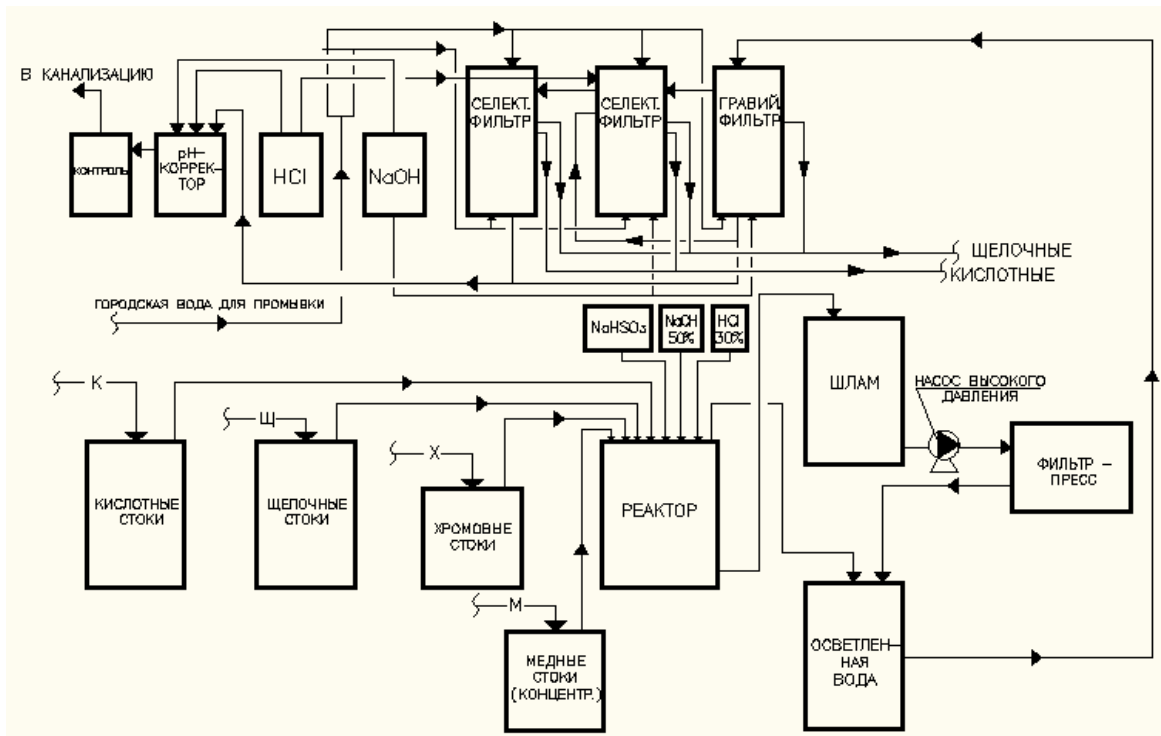 В КАНАЛИЗАЦИЮ
КОНТРОЛЬ
pH–
КОРРЕК–
ТОР
HCl
NaOH
СЕЛЕКТ.
ФИЛЬТР
СЕЛЕКТ.
ФИЛЬТР
ГРАВИЙ.
ФИЛЬТР
ЩЕЛОЧНЫЕ
КИСЛОТНЫЕ
ГОРОДСКАЯ ВОДА ДЛЯ ПРОМЫВКИ
NaHSO₃
NaOH
50%
HCl
30%
ШЛАМ
НАСОС ВЫСОКОГО
ДАВЛЕНИЯ
ФИЛЬТР –
ПРЕСС
К
Щ
Х
М
КИСЛОТНЫЕ
СТОКИ
ЩЕЛОЧНЫЕ
СТОКИ
ХРОМОВЫЕ
СТОКИ
МЕДНЫЕ
СТОКИ
(КОНЦЕНТР.)
РЕАКТОР
ОСВЕТЛЕН–
НАЯ
ВОДА